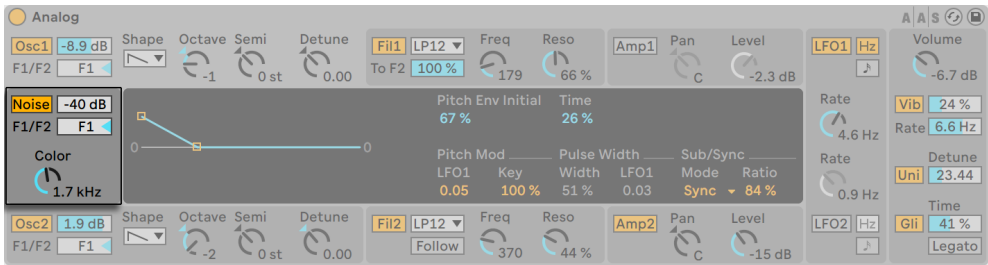 Analog A A S
Osc1 -8.9 dB Shape Octave Semi Detune Fil1 LP12 Freq Reso Amp1 Pan Level LFO1 Hz Volume
F1/F2 F1 -1 0 st 0.00 To F2 100 % 179 66 % C -2.3 dB -6.7 dB
Noise -40 dB Pitch Env Initial Time Rate Vib 24 %
F1/F2 F1 67 % 26 % 4.6 Hz Rate 6.6 Hz
0 0
Color Pitch Mod Pulse Width Sub/Sync Rate Detune
LFO1 Key Width LFO1 Mode Ratio Uni 23.44
1.7 kHz 0.05 100 % 51 % 0.03 Sync 84 % 0.9 Hz
Osc2 1.9 dB Shape Octave Semi Detune Fil2 LP12 Freq Reso Amp2 Pan Level LFO2 Hz Time
Gli 41 %
F1/F2 F1 -2 0 st 0.00 Follow 370 44 % C -15 dB Legato